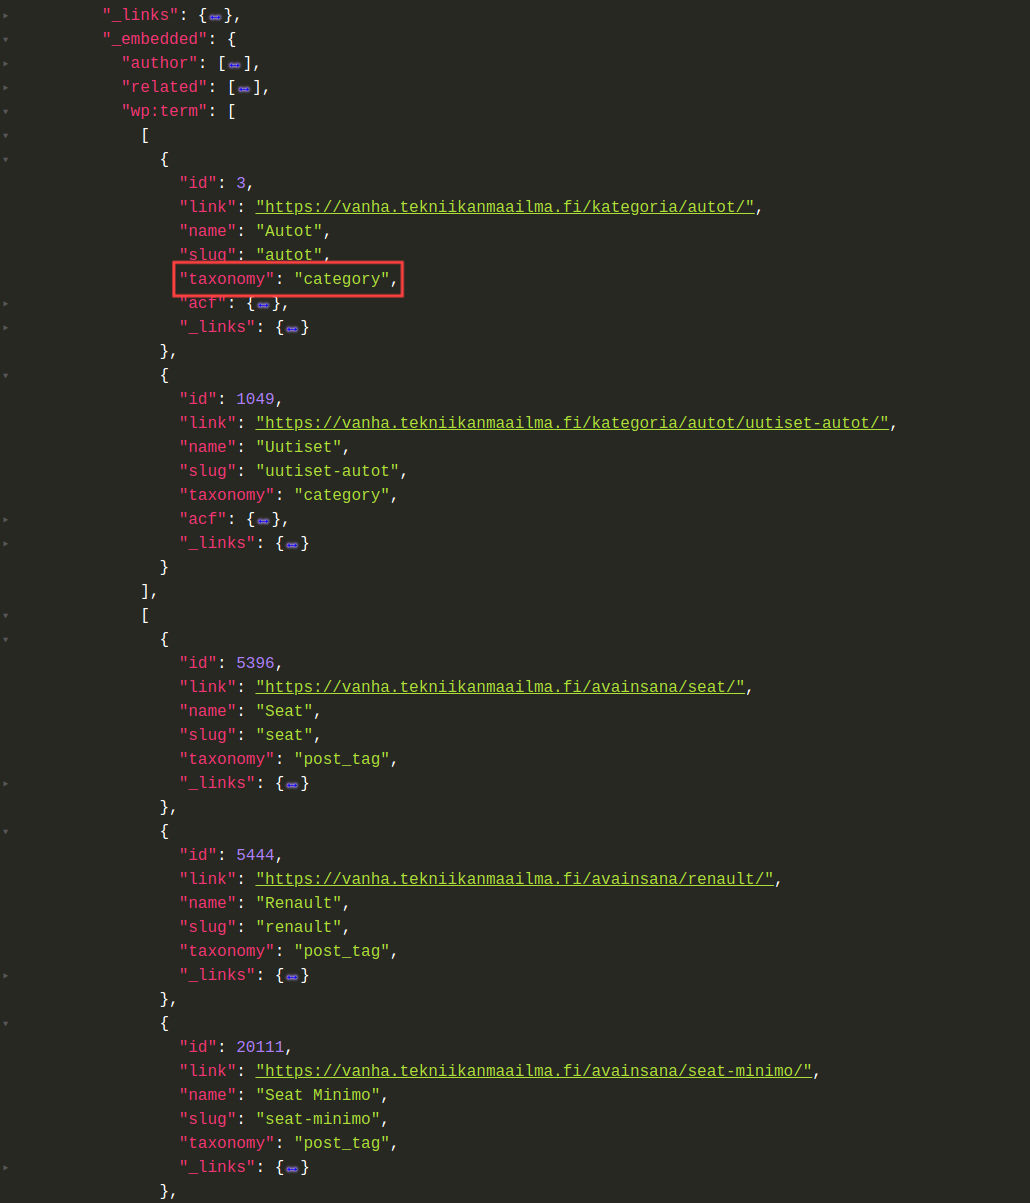 "_links": {},
"_embedded": {
"author": [],
"related": [],
"wp:term": [
[
{
"id": 3,
"link": "https://vanha.tekniikanmaailma.fi/kategoria/autot/",
"name": "Autot",
"slug": "autot",
"taxonomy": "category",
"acf": {},
"_links": {}
},
{
"id": 1049,
"link": "https://vanha.tekniikanmaailma.fi/kategoria/autot/uutiset-autot/",
"name": "Uutiset",
"slug": "uutiset-autot",
"taxonomy": "category",
"acf": {},
"_links": {}
}
],
[
{
"id": 5396,
"link": "https://vanha.tekniikanmaailma.fi/avainsana/seat/",
"name": "Seat",
"slug": "seat",
"taxonomy": "post_tag",
"_links": {}
},
{
"id": 5444,
"link": "https://vanha.tekniikanmaailma.fi/avainsana/renault/",
"name": "Renault",
"slug": "renault",
"taxonomy": "post_tag",
"_links": {}
},
{
"id": 20111,
"link": "https://vanha.tekniikanmaailma.fi/avainsana/seat-minimo/",
"name": "Seat Minimo",
"slug": "seat-minimo",
"taxonomy": "post_tag",
"_links": {}
},